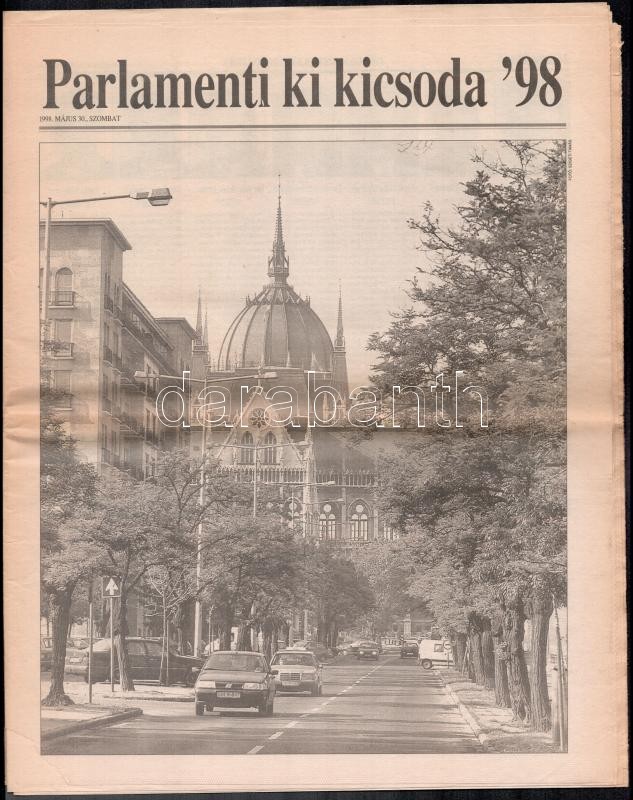 Parlamenti ki kicsoda ’98
1998. MÁJUS 30., SZOMBAT
darabanth